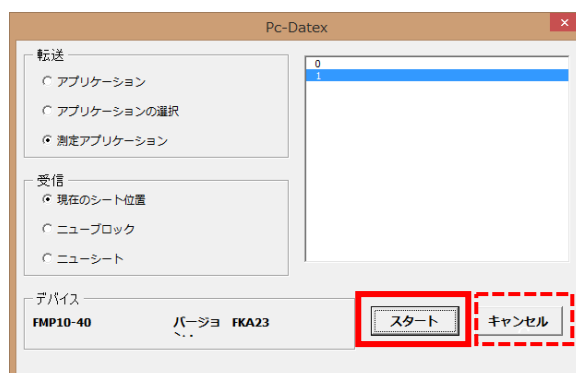 Pc-Datex
×
転送
アプリケーション
アプリケーションの選択
測定アプリケーション
0
1
受信
現在のシート位置
ニューブロック
ニューシート
デバイス
FMP10-40 バージョ FKA23
スタート
キャンセル